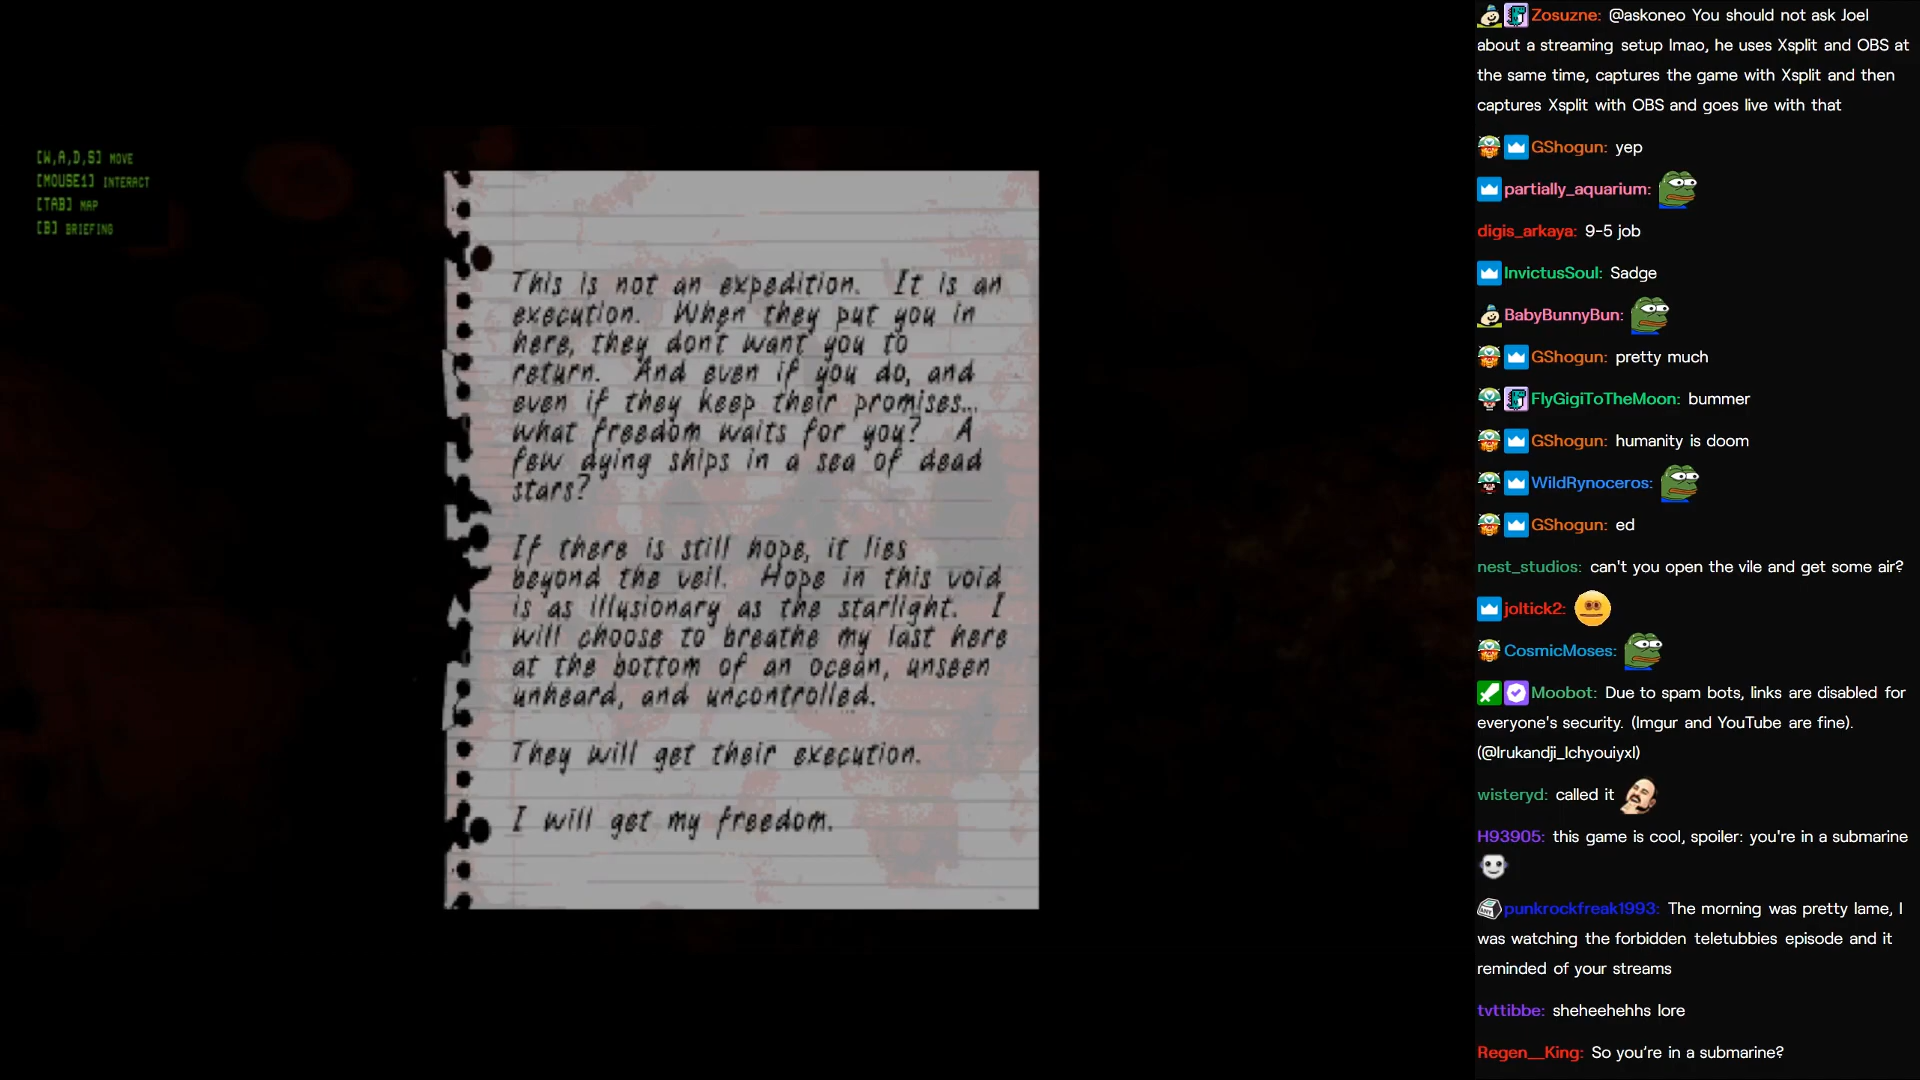 [W,A,D,S] MOVE
[MOUSE1] INTERACT
[TAB] MAP
[B] BRIEFING
This is not an expedition. It is an
execution. When they put you in
here, they dont want you to
return. And even if you do, and
even if they keep their promises...
what freedom waits for you? A
few dying ships in a sea of dead
stars?
If there is still hope, it lies
beyond the veil. Hope in this void
is as illusionary as the starlight. I
will choose to breathe my last here
at the bottom of an ocean, unseen
unheard, and uncontrolled.
They will get their execution.
I will get my freedom.
Zosuzne: @askoneo You should not ask Joel
about a streaming setup lmao, he uses Xsplit and OBS at
the same time, captures the game with Xsplit and then
captures Xsplit with OBS and goes live with that
GShogun: yep
partially_aquarium:
digis_arkaya: 9-5 job
InvictusSoul: Sadge
BabyBunnyBun:
GShogun: pretty much
FlyGigiToTheMoon: bummer
GShogun: humanity is doom
WildRynoceros:
GShogun: ed
nest_studios: can't you open the vile and get some air?
joltick2:
CosmicMoses:
Moobot: Due to spam bots, links are disabled for
everyone's security. (Imgur and YouTube are fine).
(@Irukandji_Ichyouiyxl)
wisteryd: called it
H93905: this game is cool, spoiler: you're in a submarine
punkrockfreak1993: The morning was pretty lame, I
was watching the forbidden teletubbies episode and it
reminded of your streams
tvttibbe: sheheehehhs lore
Regen__King: So you're in a submarine?